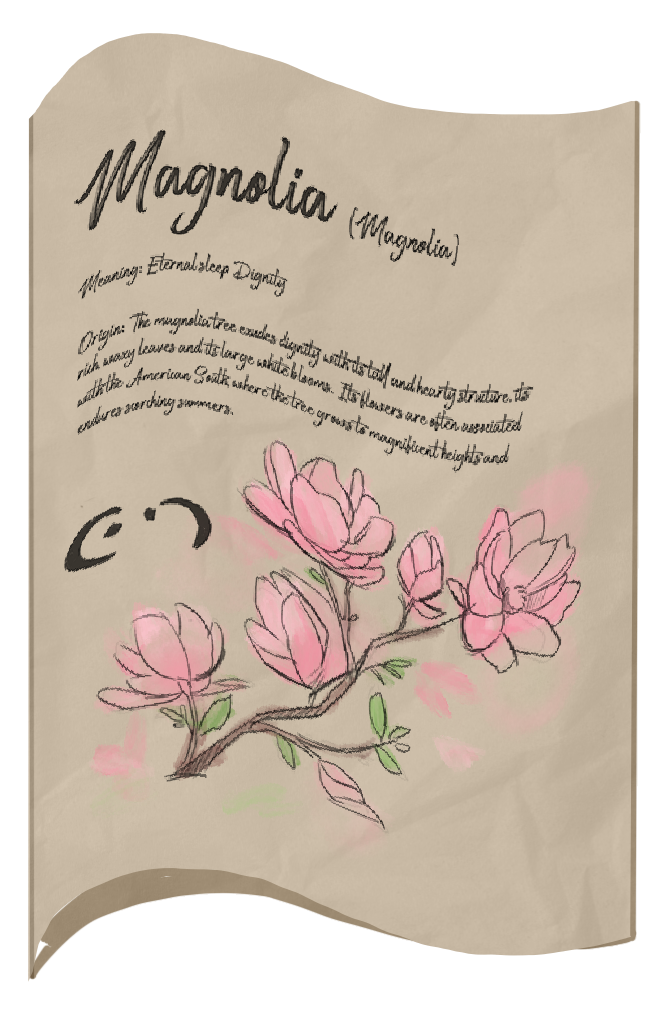 Magnolia (Magnolia)
Meaning: Eternal sleep Dignity
Origin: The magnolia tree exudes dignity with its tall and hearty structure, its
rich waxy leaves and its large white blooms. Its flowers are often associated
with the American South where the tree grows to magnificent heights and
endures scorching summers.